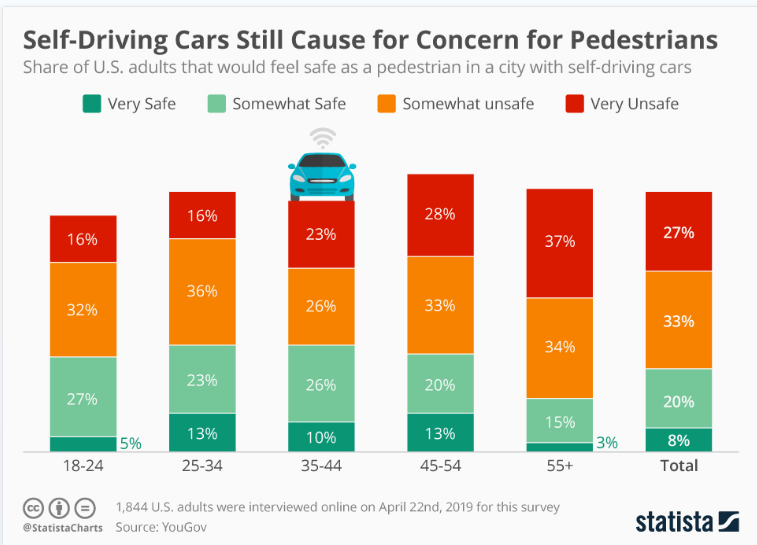 Self-Driving Cars Still Cause for Concern for Pedestrians
Share of U.S. adults that would feel safe as a pedestrian in a city with self-driving cars
Very Safe Somewhat Safe Somewhat unsafe Very Unsafe
16% 16% 23% 28% 37% 27%
32% 36% 26% 33% 34% 33%
27% 23% 26% 20% 15% 20%
5% 13% 10% 13% 3% 8%
18-24 25-34 35-44 45-54 55+ Total
cc
@StatistaCharts
1,844 U.S. adults were interviewed online on April 22nd, 2019 for this survey
Source: YouGov
statista